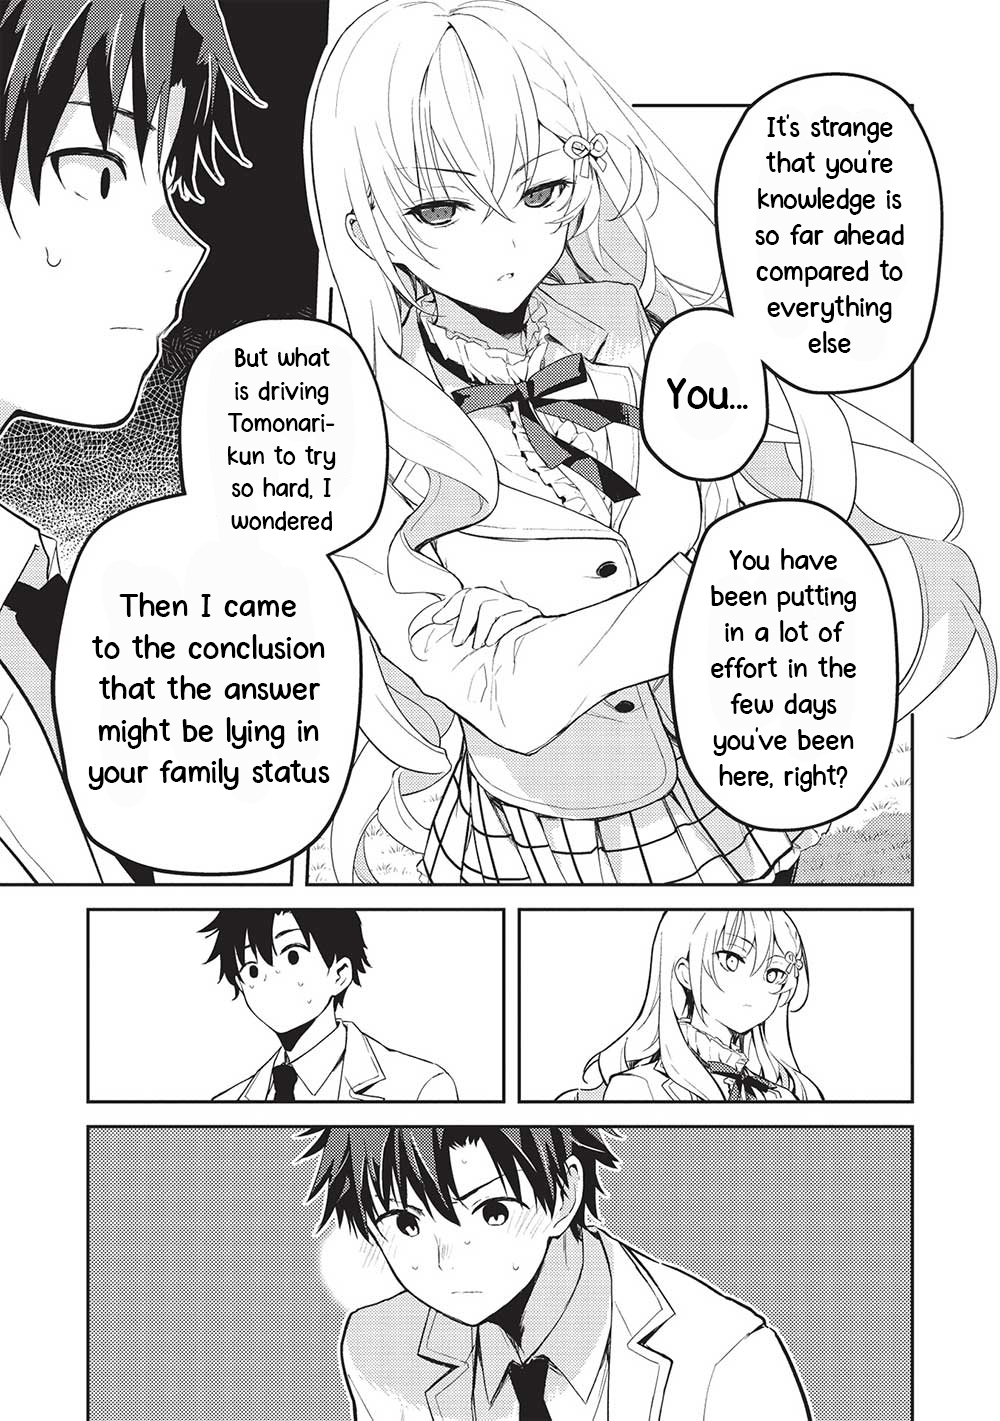 It's strange
that you're
knowledge is
so far ahead
compared to
everything
else
You...
You have
been putting
in a lot of
effort in the
few days
you've been
here, right?
But what
is driving
Tomonari-
kun to try
so hard, I
wondered
Then I came
to the conclusion
that the answer
might be lying in
your family status